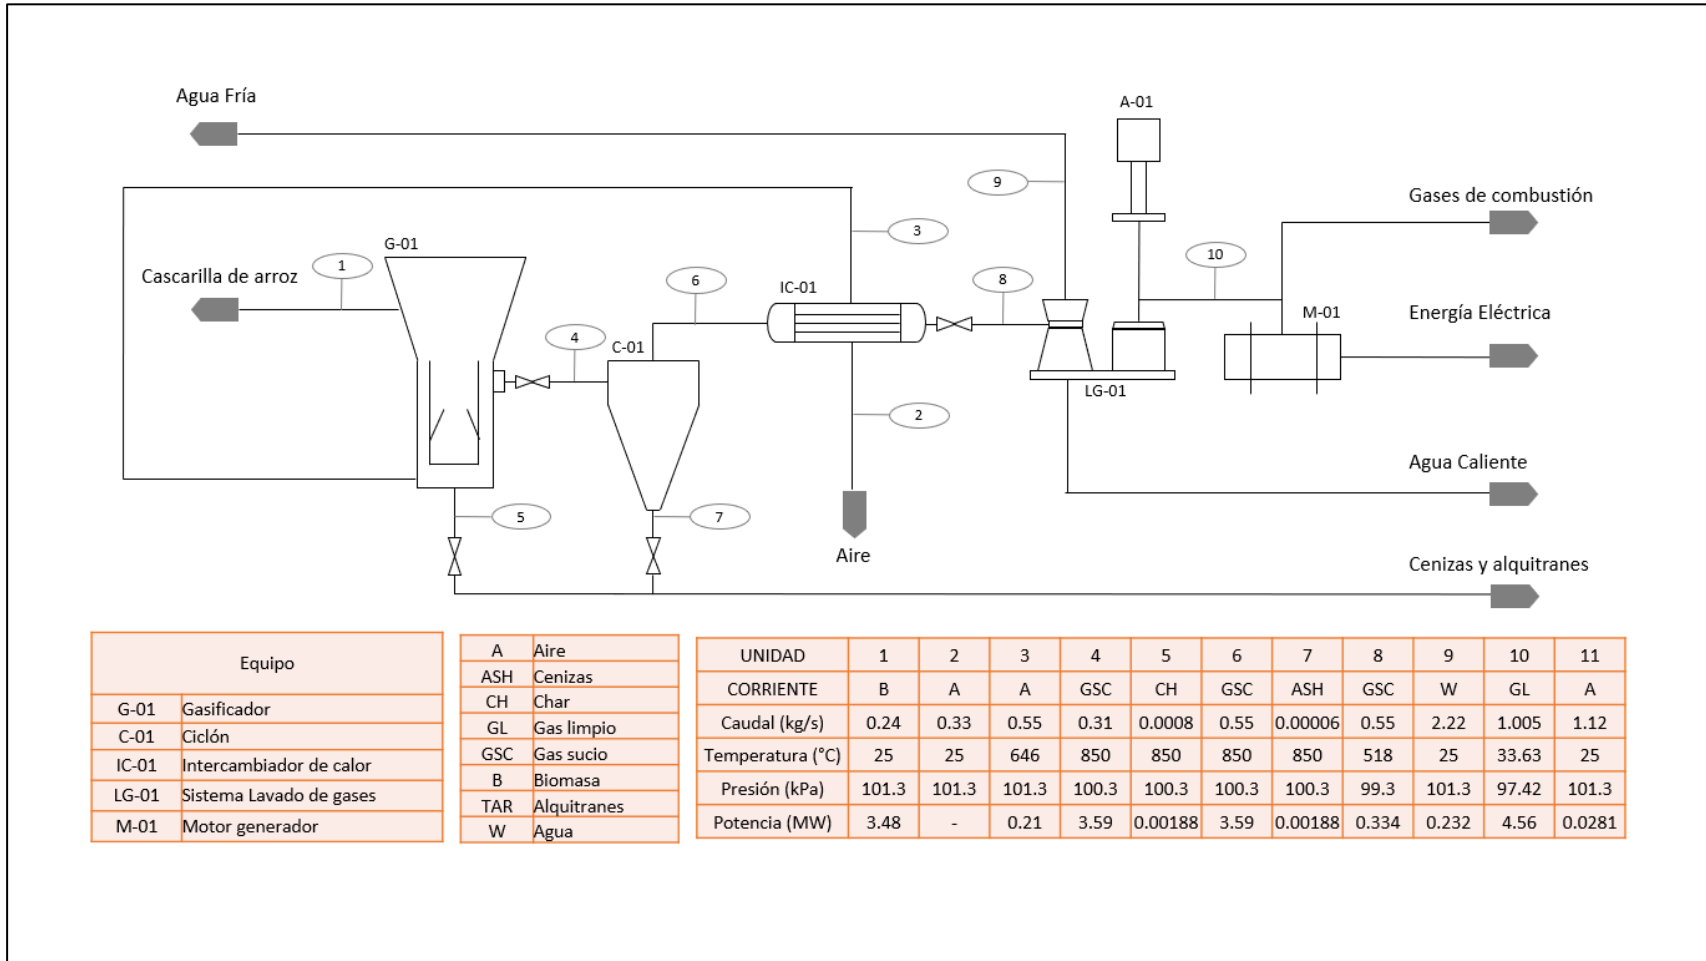 Agua Fría
A-01
9
Gases de combustión
3
G-01
1
Cascarilla de arroz
10
6
IC-01
8
M-01
Energía Eléctrica
4
C-01
LG-01
2
Agua Caliente
5
7
Aire
Cenizas y alquitranes
Equipo
G-01 Gasificador
C-01 Ciclón
IC-01 Intercambiador de calor
LG-01 Sistema Lavado de gases
M-01 Motor generador
A Aire
ASH Cenizas
CH Char
GL Gas limpio
GSC Gas sucio
B Biomasa
TAR Alquitranes
W Agua
UNIDAD 1 2 3 4 5 6 7 8 9 10 11
CORRIENTE B A A GSC CH GSC ASH GSC W GL A
Caudal (kg/s) 0.24 0.33 0.55 0.31 0.0008 0.55 0.00006 0.55 2.22 1.005 1.12
Temperatura (°C) 25 25 646 850 850 850 850 518 25 33.63 25
Presión (kPa) 101.3 101.3 101.3 100.3 100.3 100.3 100.3 99.3 101.3 97.42 101.3
Potencia (MW) 3.48 - 0.21 3.59 0.00188 3.59 0.00188 0.334 0.232 4.56 0.0281